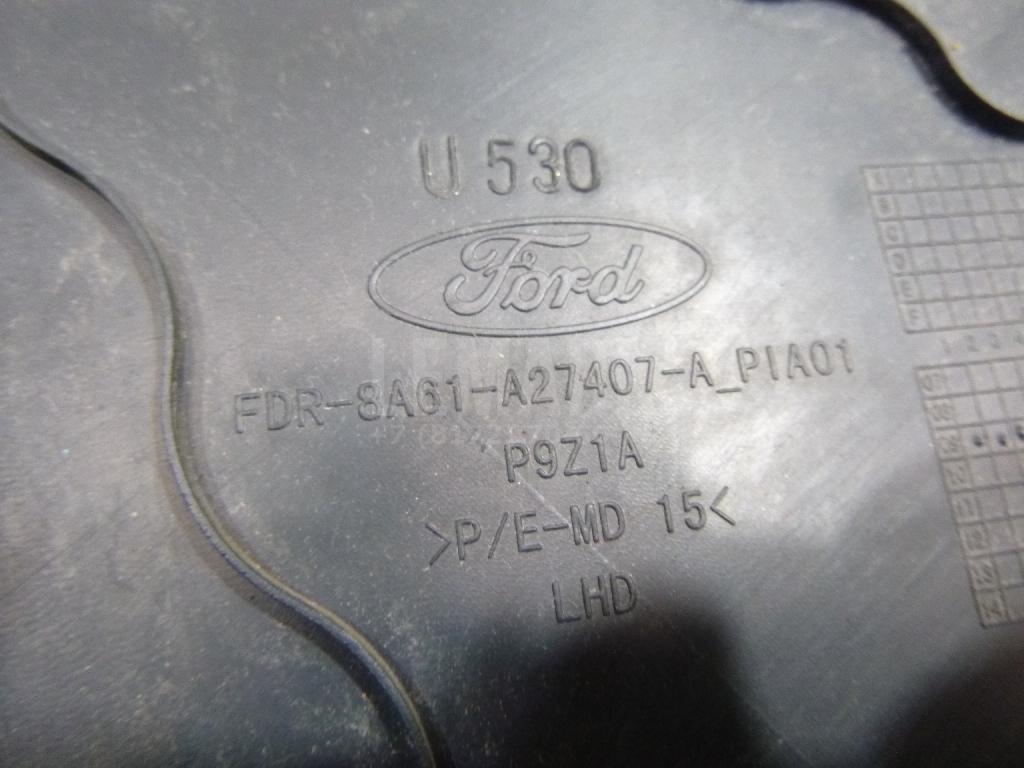 U 530
Ford
FDR-8A61-A27407-A_PIA01
P9Z1A
>P/E-MD 15<
LHD